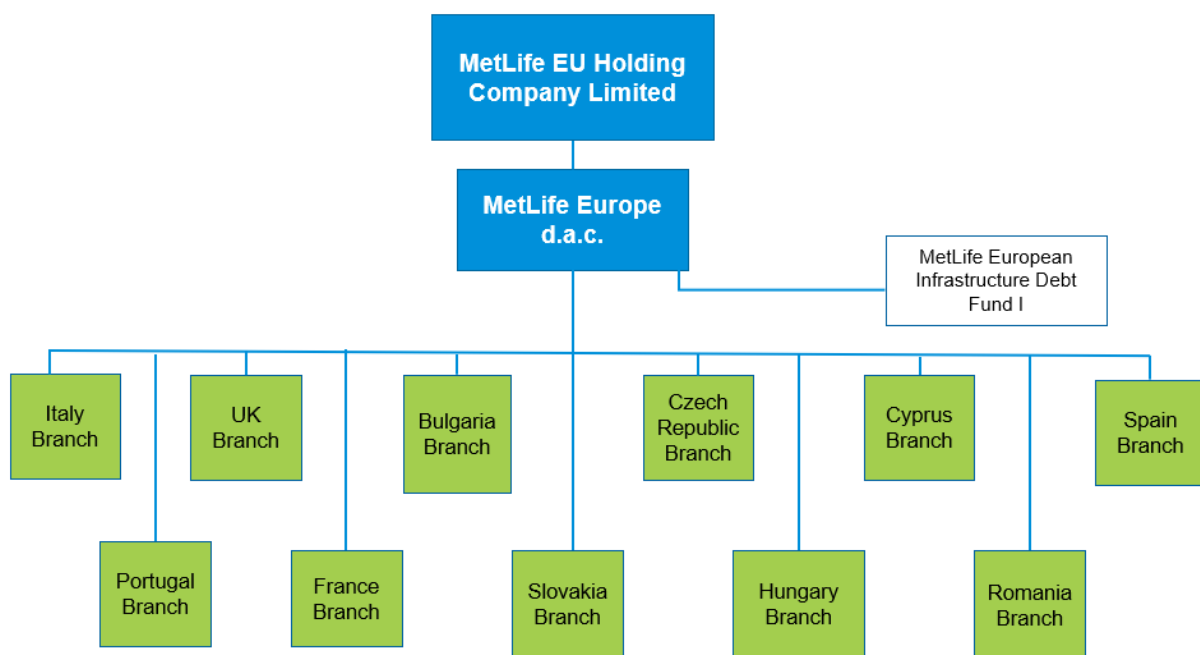 MetLife EU Holding
Company Limited
MetLife Europe
d.a.c.
MetLife European
Infrastructure Debt
Fund I
Italy
Branch
UK
Branch
Bulgaria
Branch
Czech
Republic
Branch
Cyprus
Branch
Spain
Branch
Portugal
Branch
France
Branch
Slovakia
Branch
Hungary
Branch
Romania
Branch